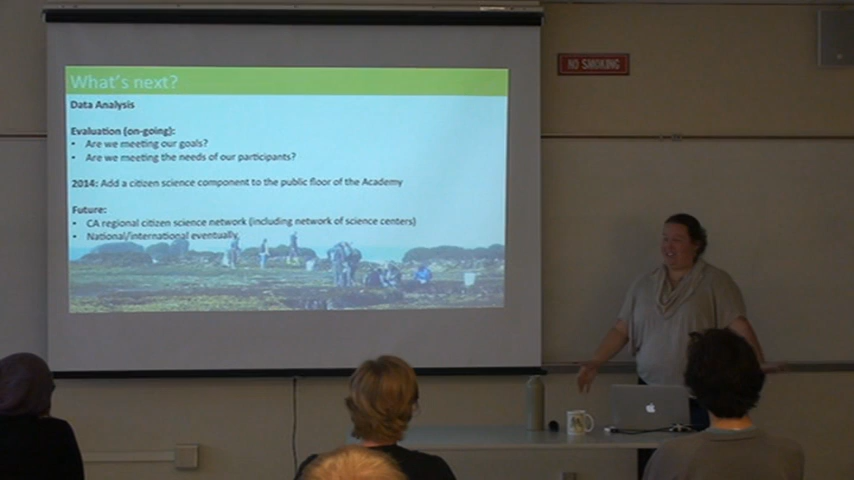 What's next?
NO SMOKING
Data Analysis
Evaluation (on-going):
• Are we meeting our goals?
• Are we meeting the needs of our participants?
2014: Add a citizen science component to the public floor of the Academy
Future:
• CA regional citizen science network (including network of science centers)
• National/international eventually